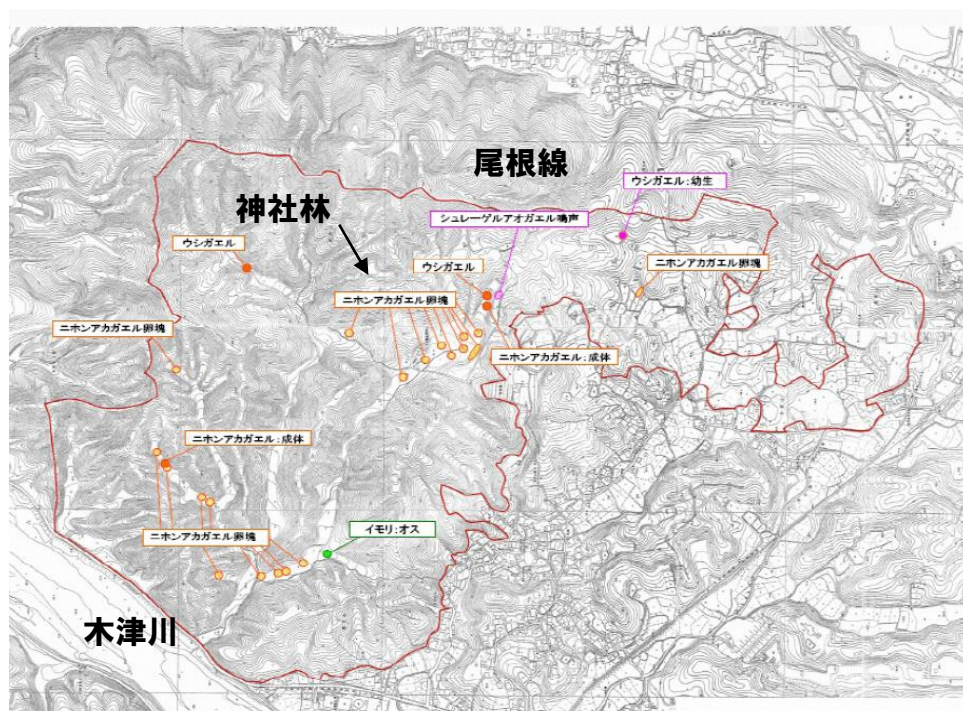 尾根線
ウシガエル:幼生
神社林
シュレーゲルアオガエル鳴声
ウシガエル
ウシガエル
ニホンアカガエル卵塊
ニホンアカガエル卵塊
ニホンアカガエル卵塊
ニホンアカガエル:成体
ニホンアカガエル:成体
イモリ:オス
ニホンアカガエル卵塊
木津川